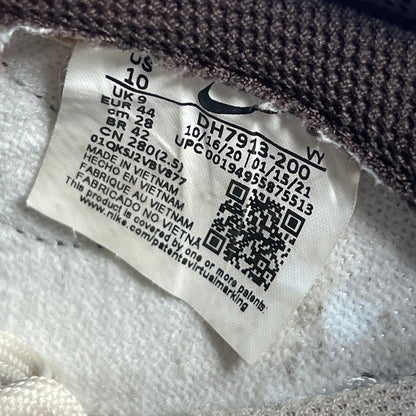 US
10
UK 9
EUR 44
cm 28
BR 42
CN 280(2.5)
DH7913-200
VY
10/16/20 01/15/21
UPC 00194955875513
MADE IN VIETNAM
HECHO EN VIETNAM
FABRIQUÉ AU VIETNAM
FABRICADO NO VIETNÃ
This product is covered by one or more patents.
www.nike.com/patents
Patentvirtualmarking